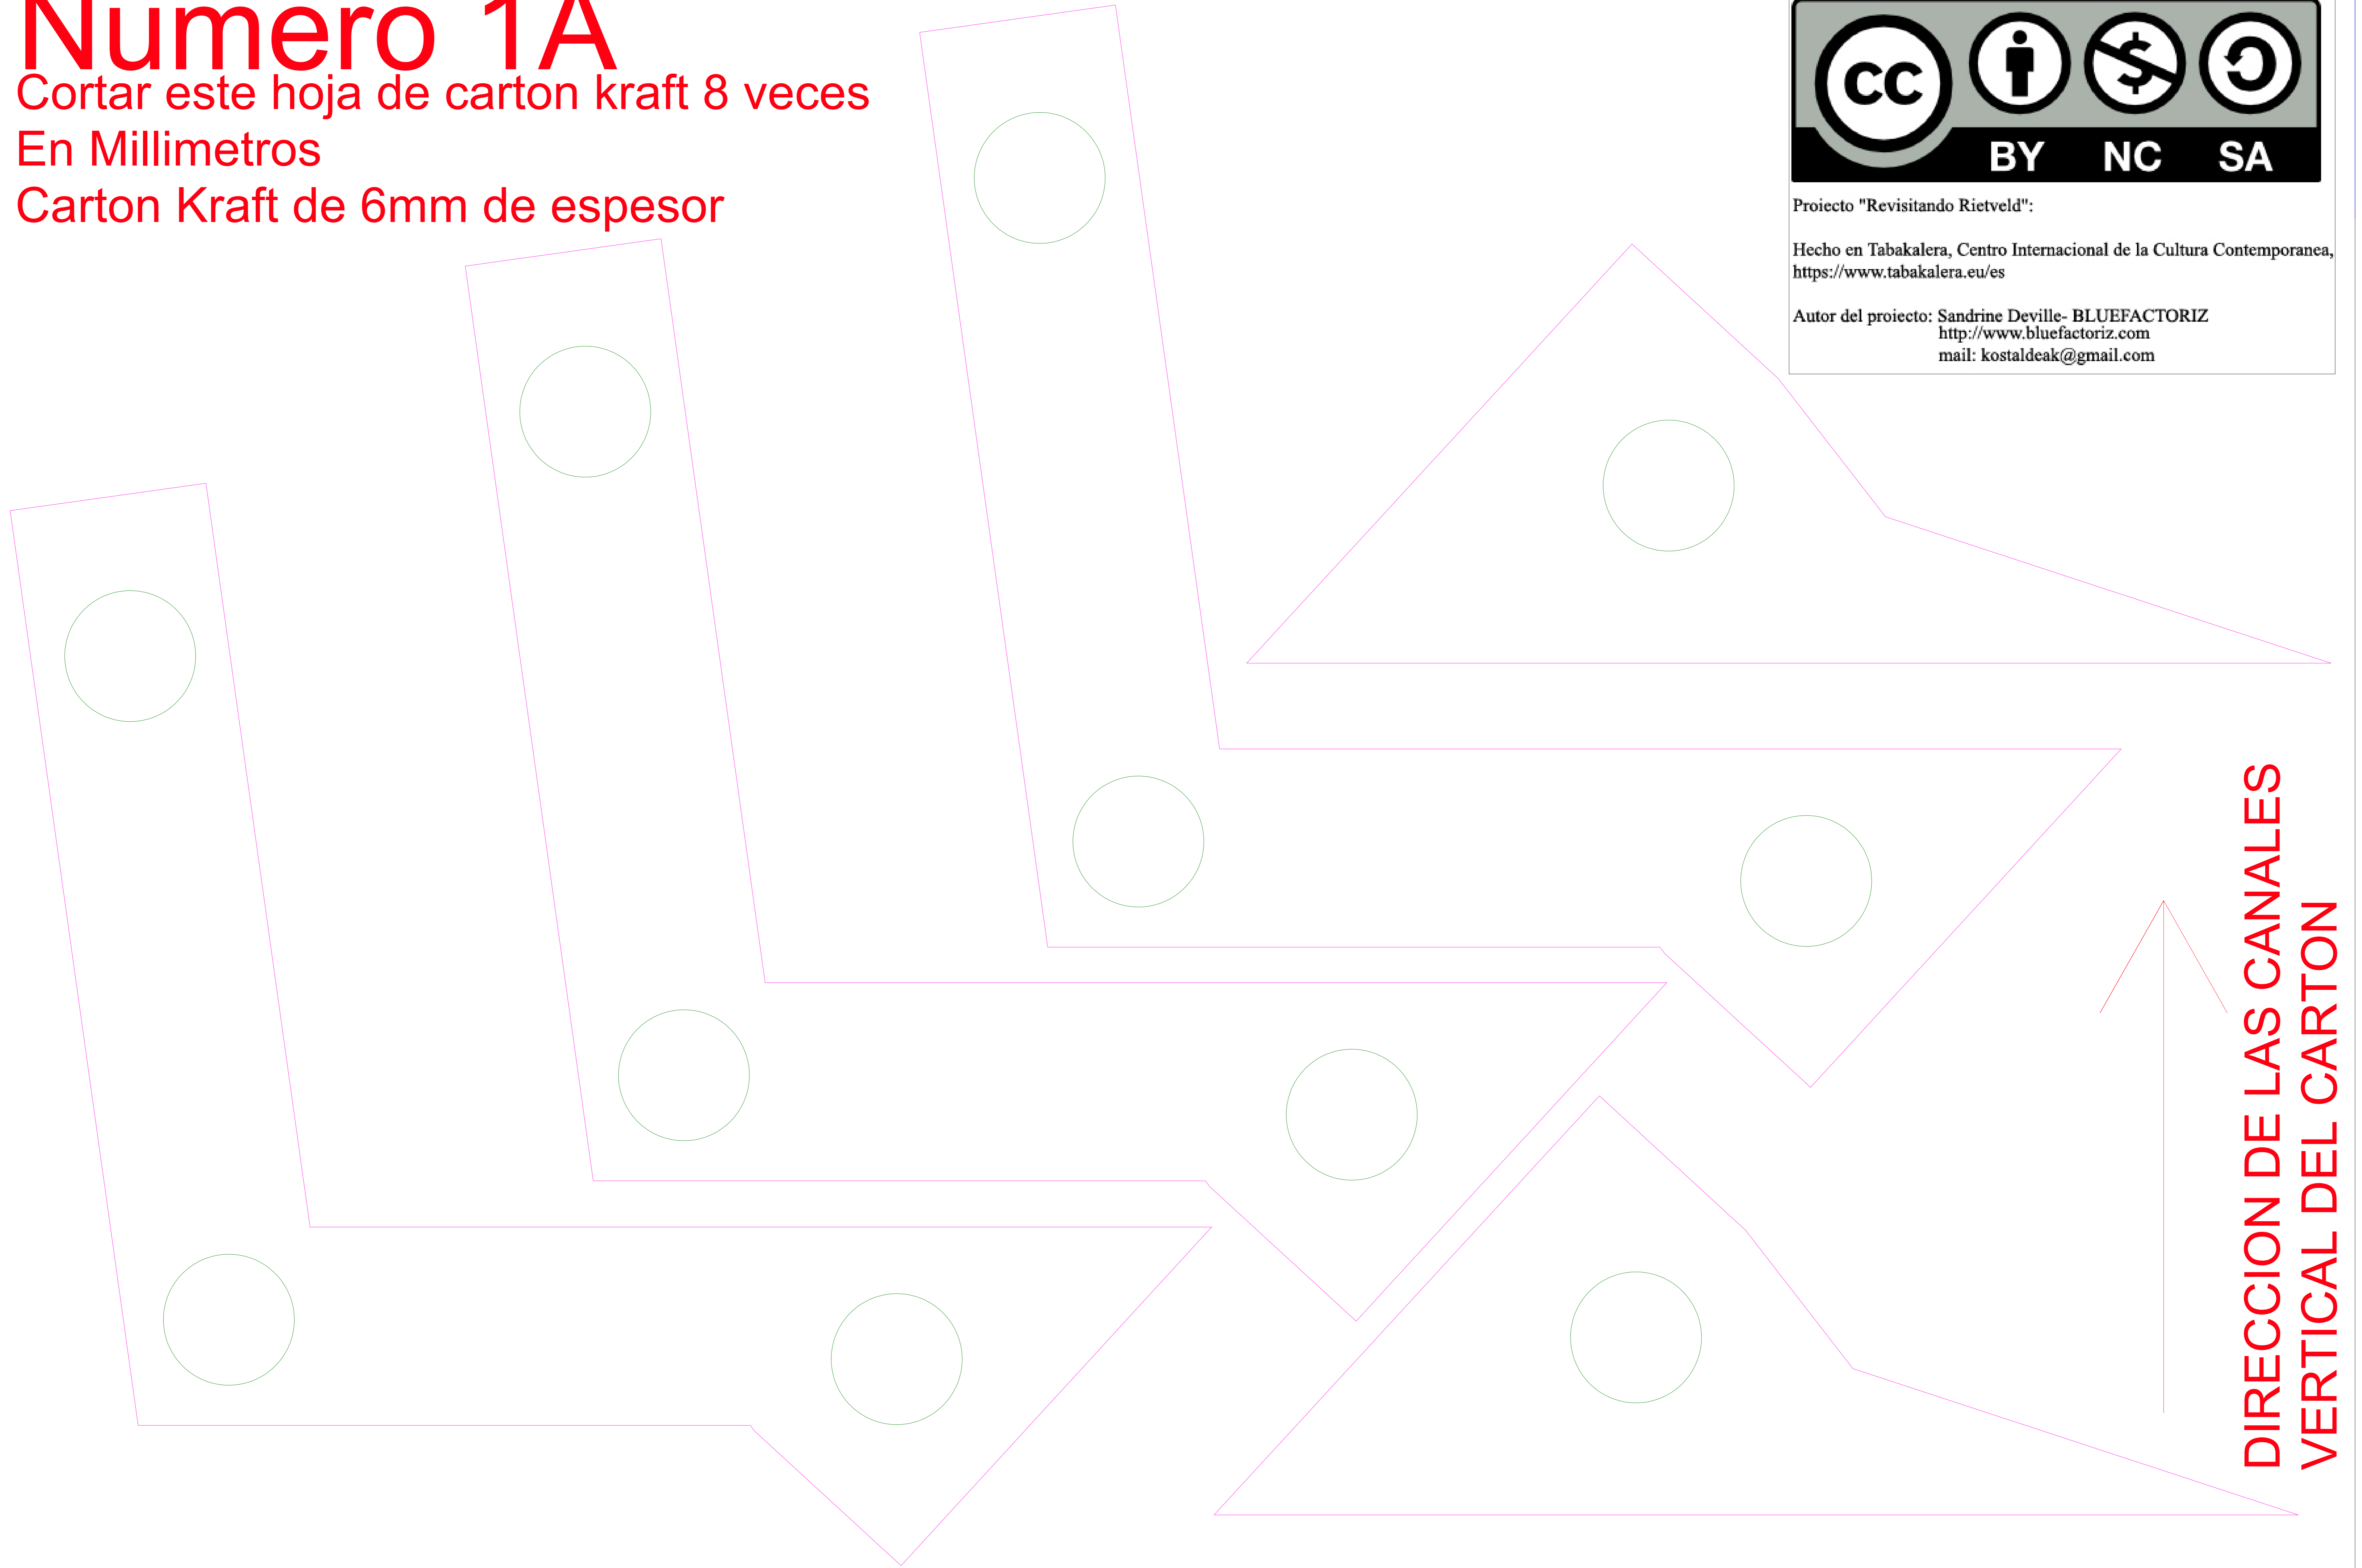 Numero 1A
Cortar este hoja de carton kraft 8 veces
En Millimetros
Carton Kraft de 6mm de espesor
cc
BY NC SA
Proiecto "Revisitando Rietveld":
Hecho en Tabakalera, Centro Internacional de la Cultura Contemporanea,
https://www.tabakalera.eu/es
Autor del proiecto: Sandrine Deville- BLUEFACTORIZ
http://www.bluefactoriz.com
mail: kostaldeak@gmail.com
DIRECCION DE LAS CANALES
VERTICAL DEL CARTON